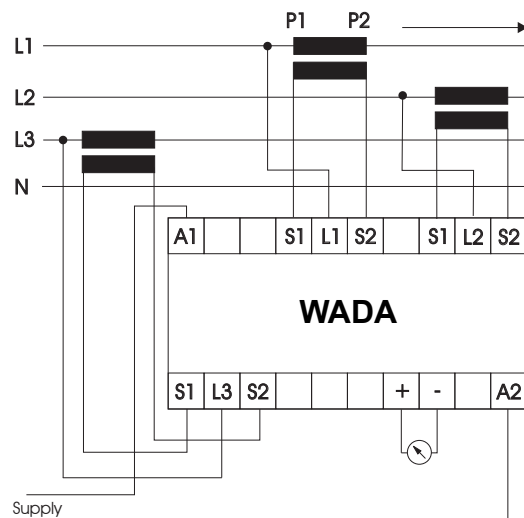 P1 P2
L1
L2
L3
N
A1 S1 L1 S2 S1 L2 S2
WADA
S1 L3 S2 + - A2
Supply